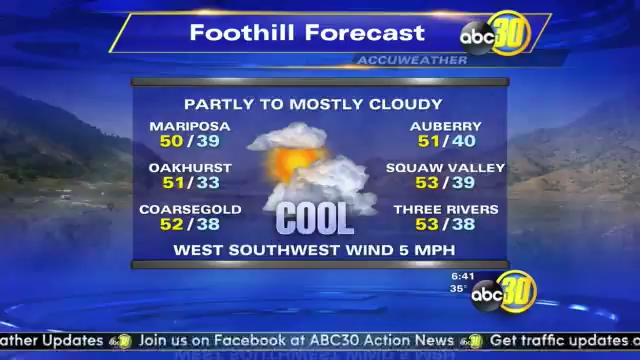 Foothill Forecast
abc30
ACCUWEATHER
PARTLY TO MOSTLY CLOUDY
MARIPOSA
50/39
AUBERRY
51/40
OAKHURST
51/33
SQUAW VALLEY
53/39
COARSEGOLD
52/38
THREE RIVERS
53/38
COOL
WEST SOUTHWEST WIND 5 MPH
6:41
35°
abc30
ather Updates abc30 Join us on Facebook at ABC30 Action News abc30 Get traffic updates a